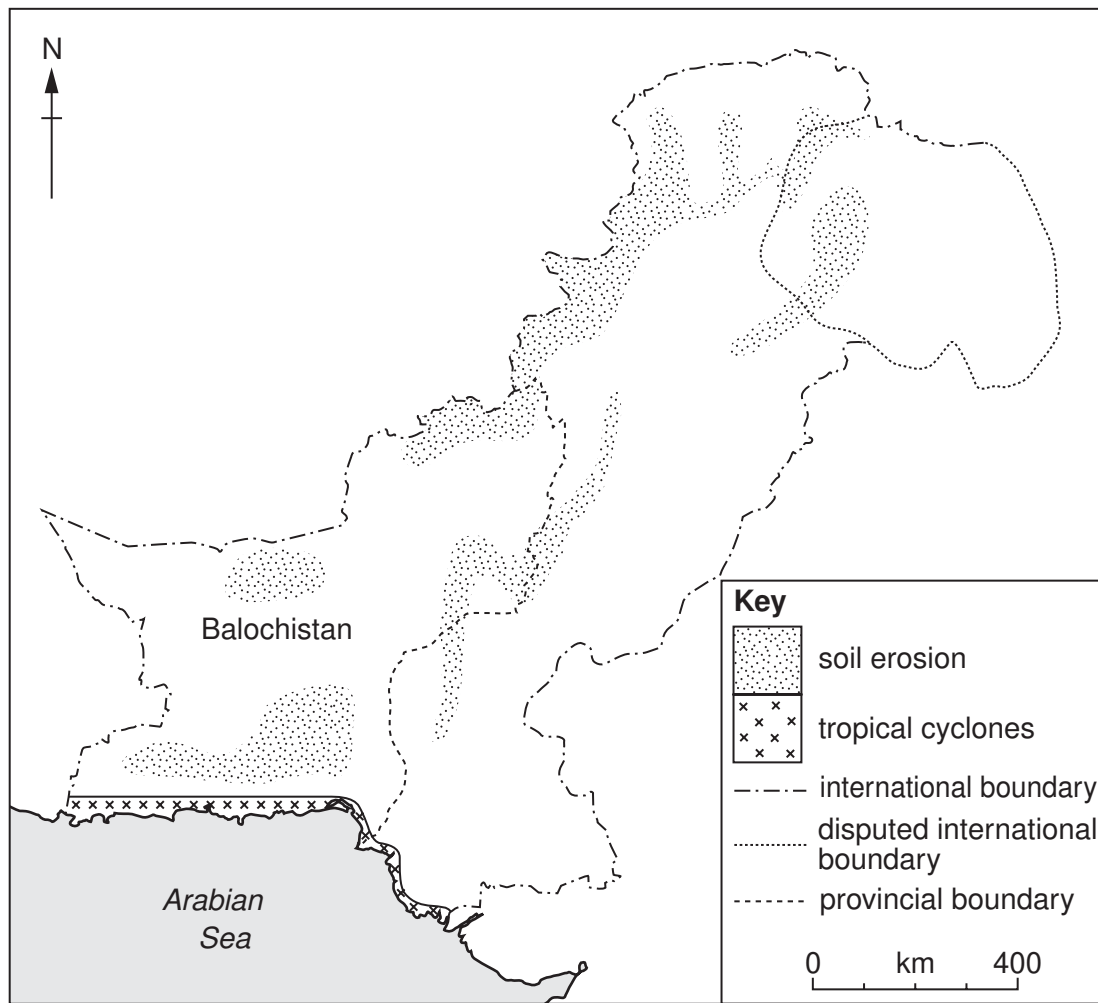 N
Balochistan
Arabian
Sea
Key
soil erosion
tropical cyclones
international boundary
disputed international
boundary
provincial boundary
0 km 400